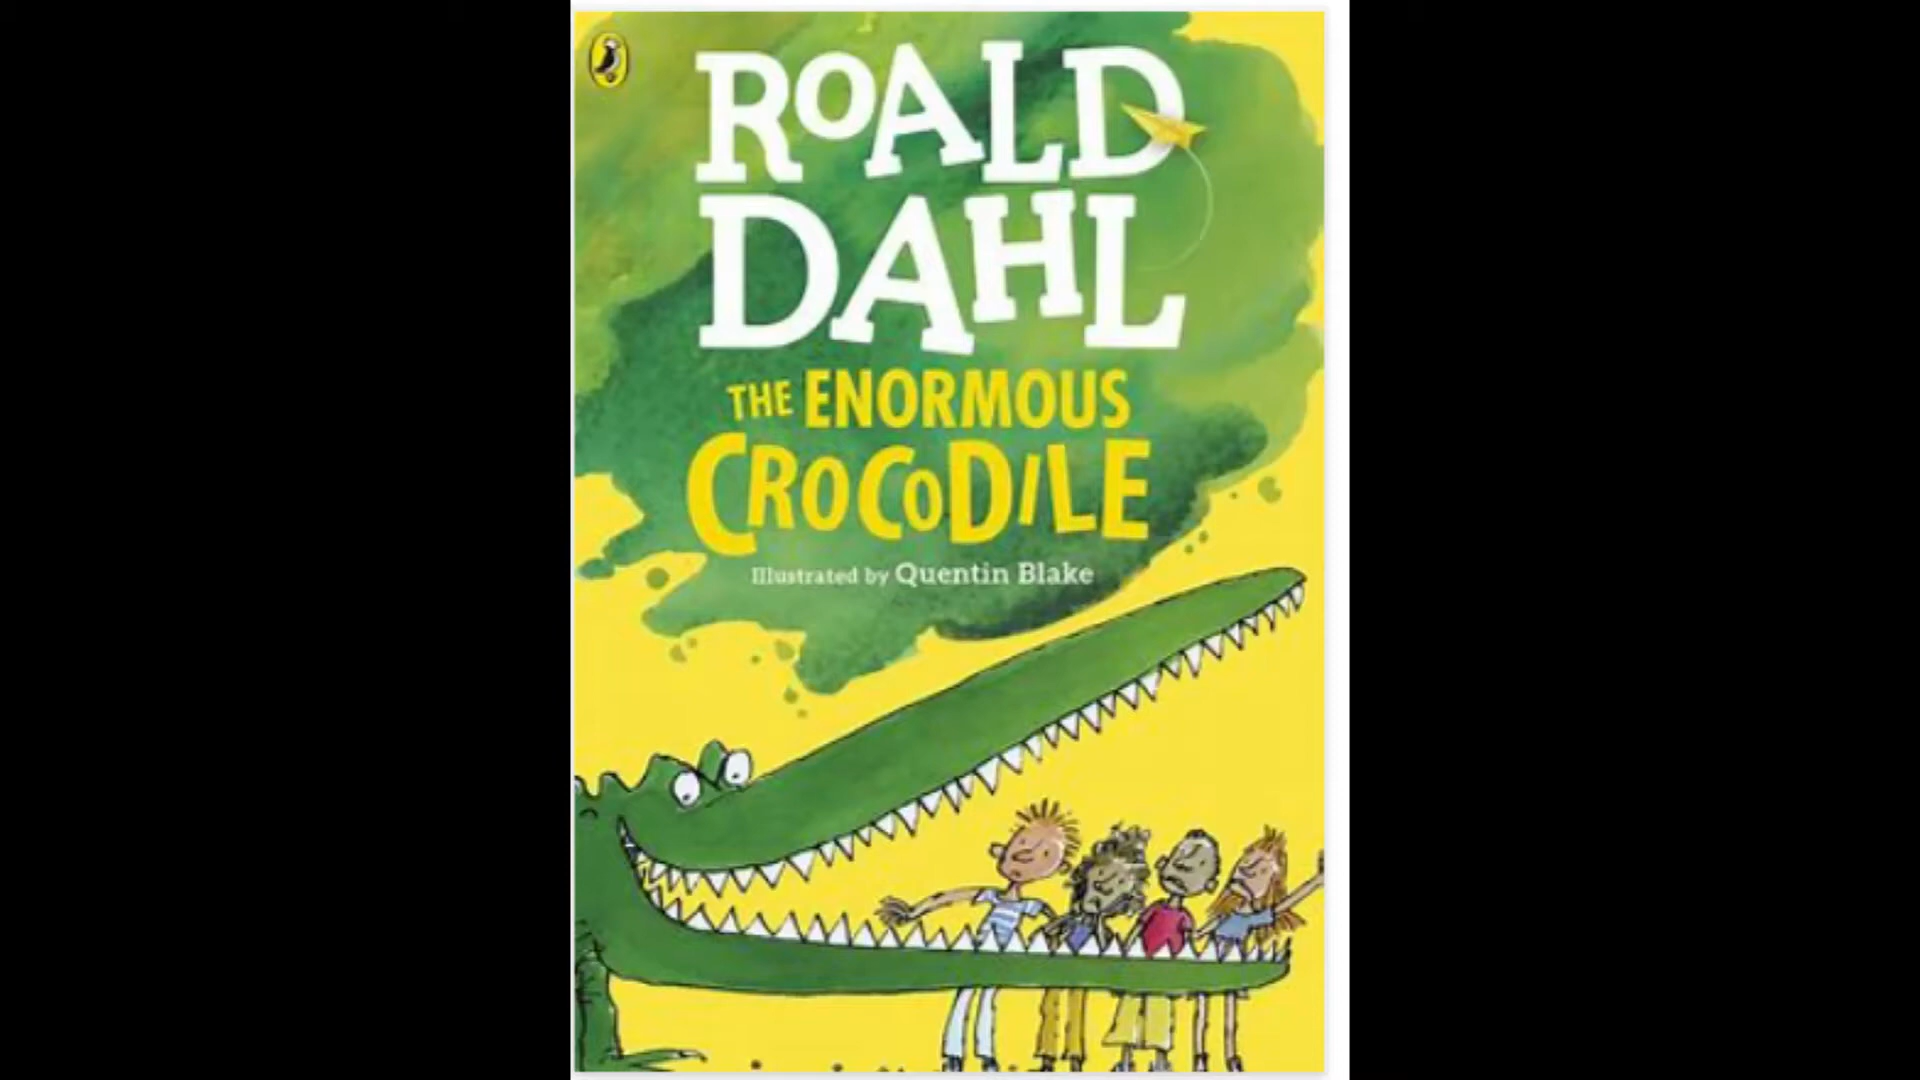 ROALD
DAHL
THE ENORMOUS
CROCODILE
Illustrated by Quentin Blake